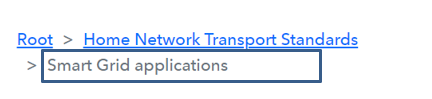 Root > Home Network Transport Standards
> Smart Grid applications